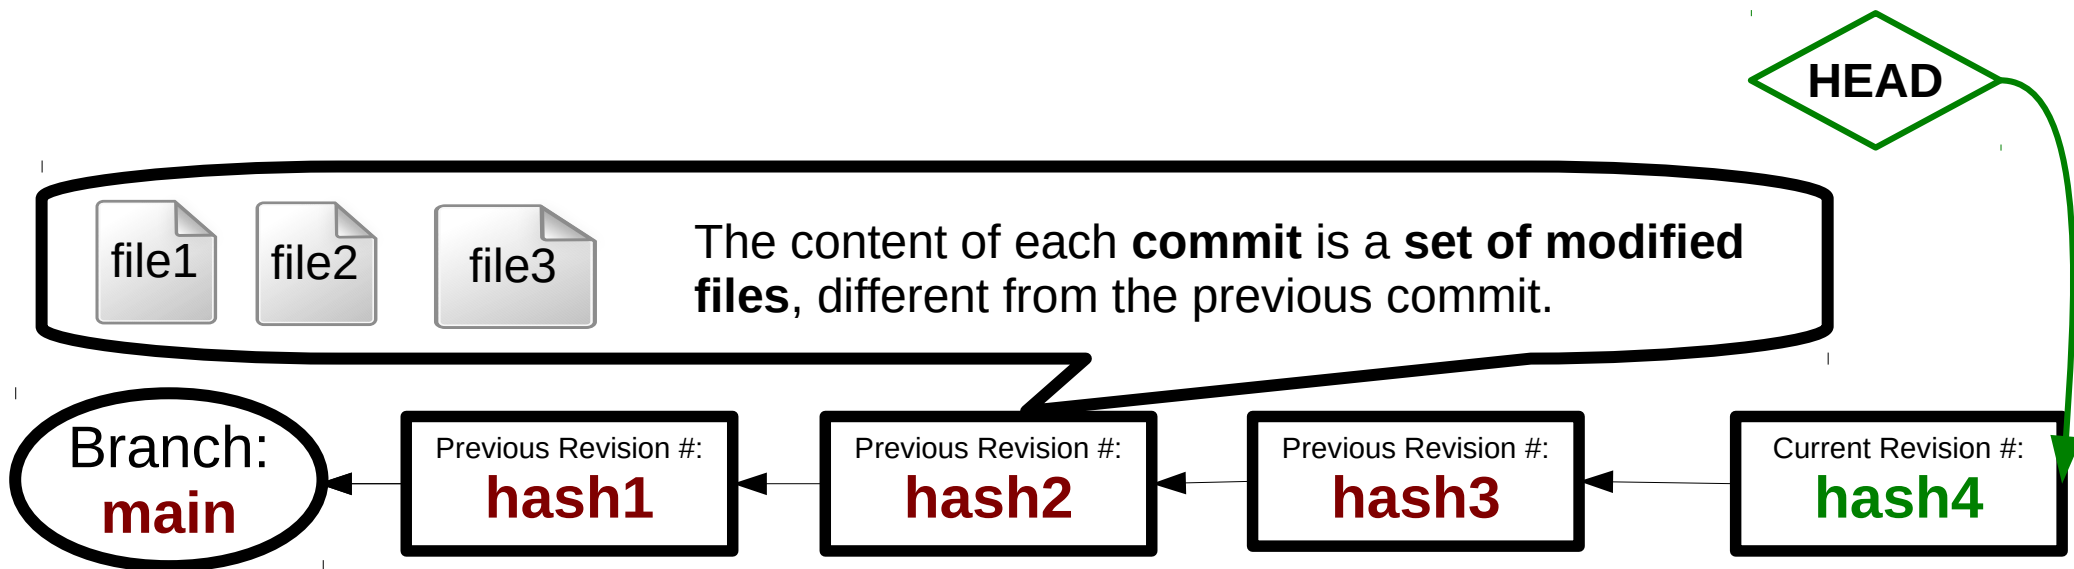 HEAD
file1
file2
file3
The content of each commit is a set of modified
files, different from the previous commit.
Branch:
main
Previous Revision #:
hash1
Previous Revision #:
hash2
Previous Revision #:
hash3
Current Revision #:
hash4